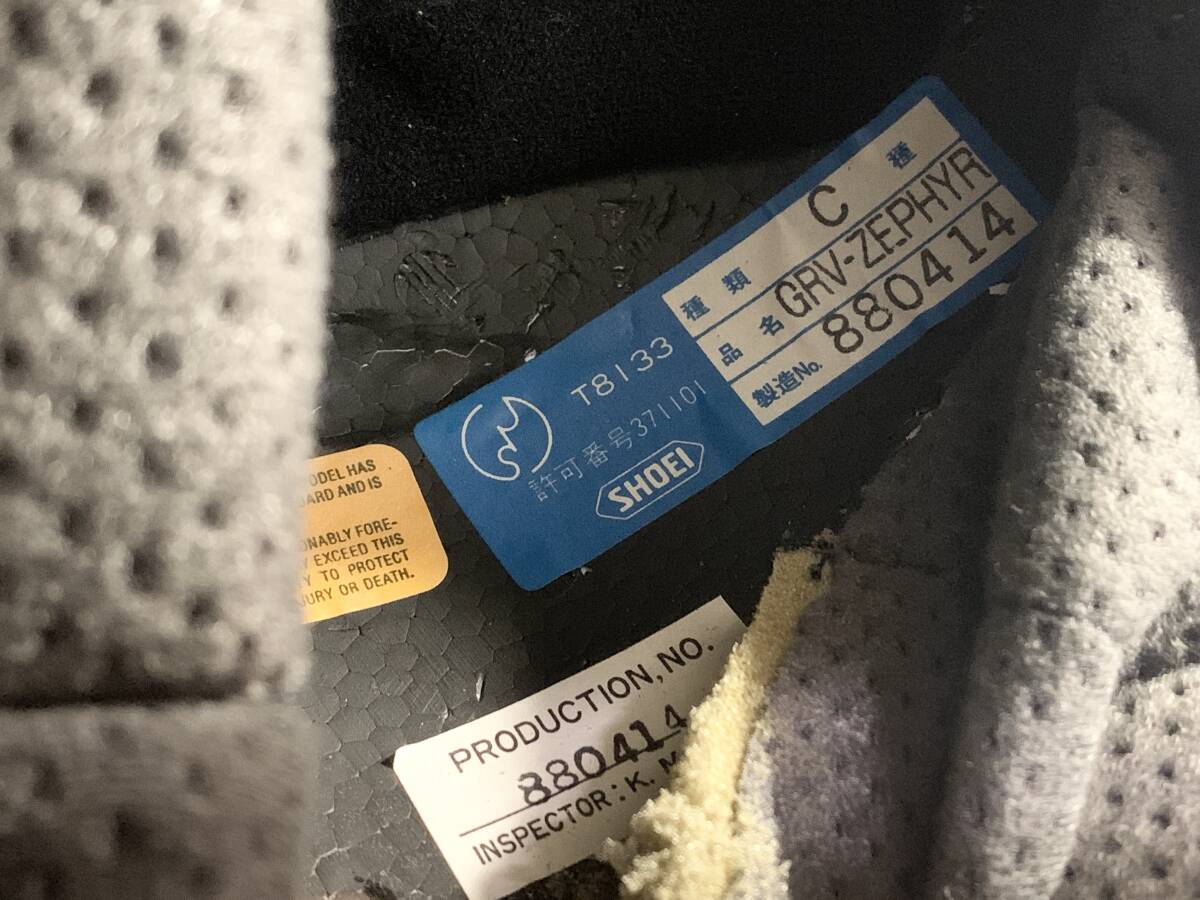 種類 C 種
品名 GRV-ZEPHYR
製造No. 880414
T8133
許可番号371101
SHOEI
ODEL HAS
ARD AND IS
NABLY FORE-
EXCEED THIS
Y TO PROTECT
JURY OR DEATH.
PRODUCTION, NO.
880414
INSPECTOR: K.